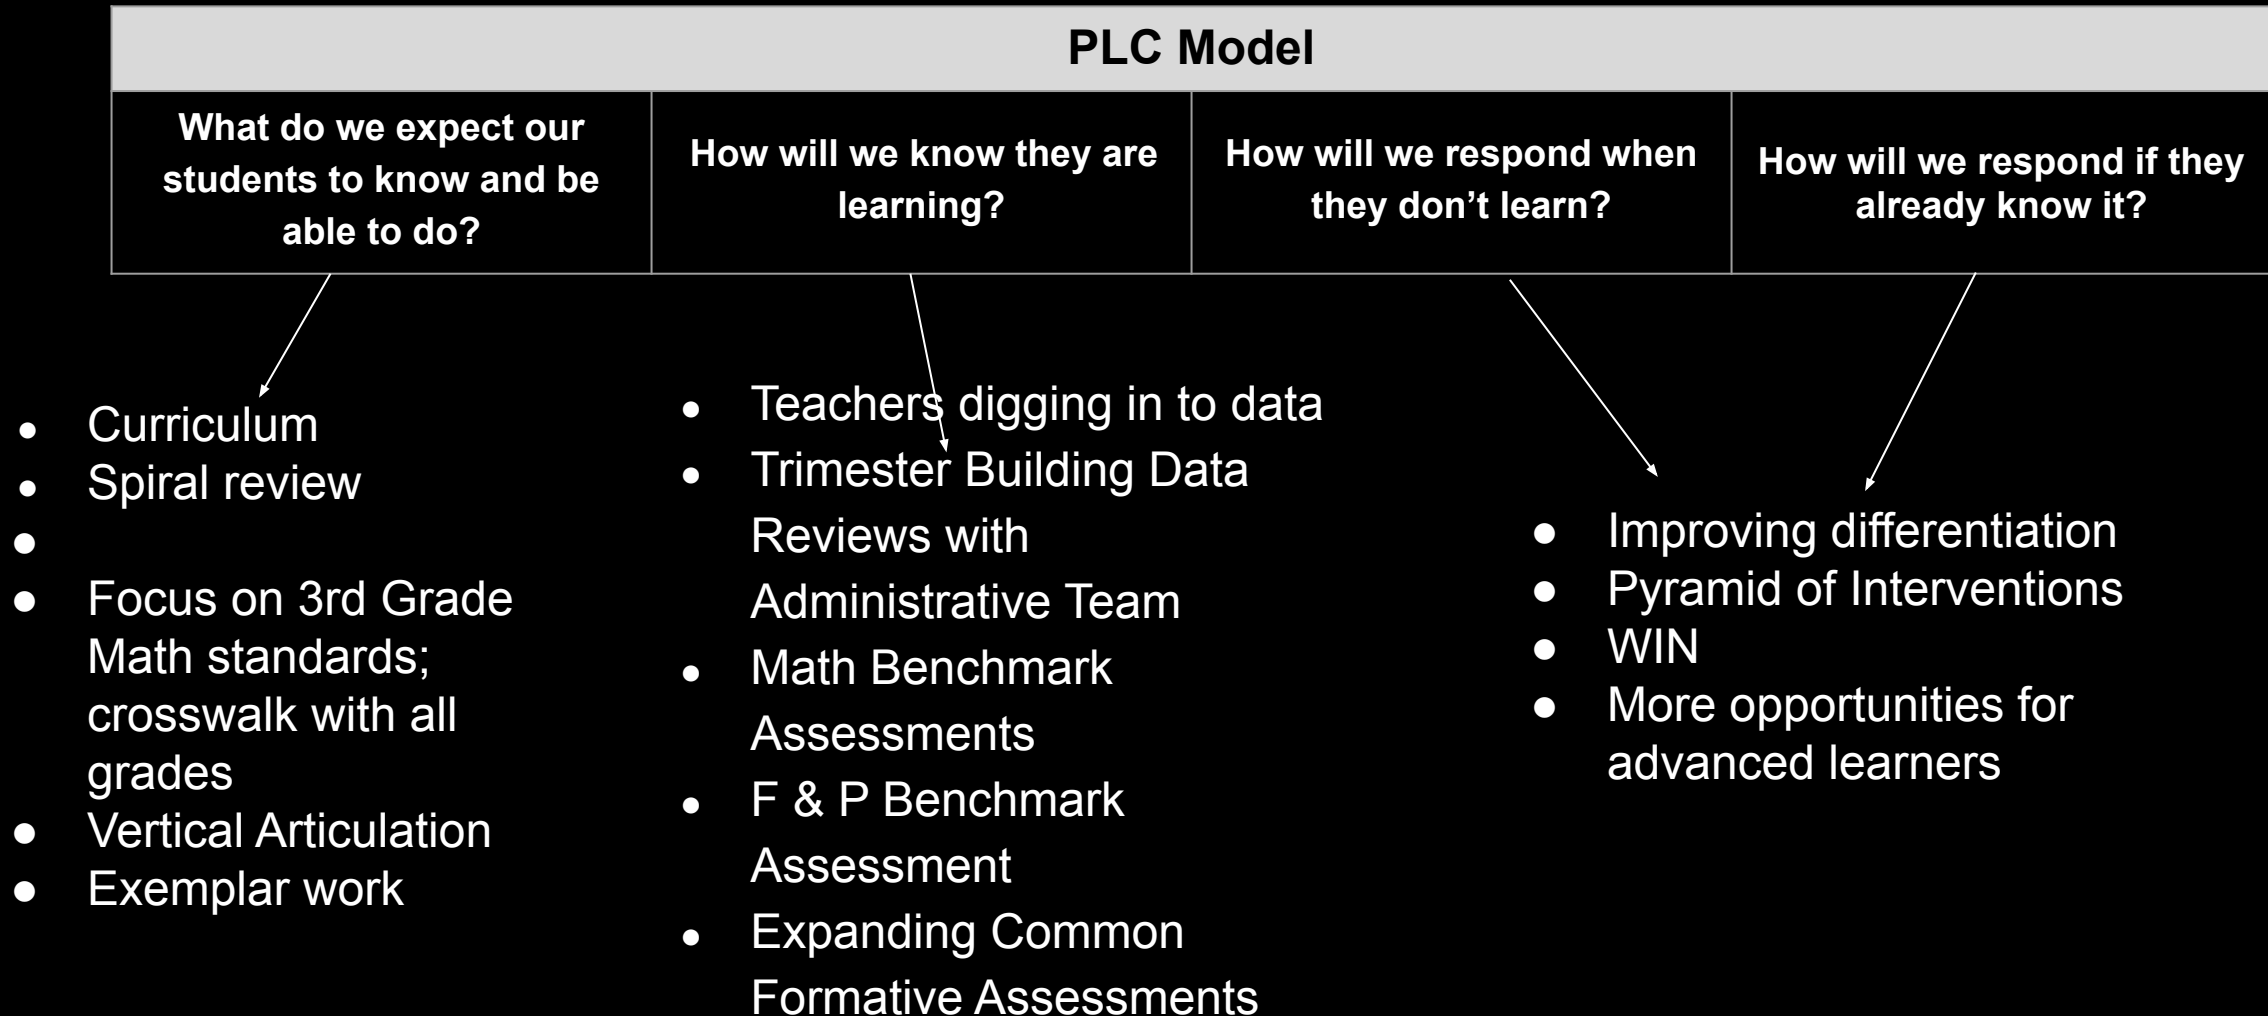 PLC Model
What do we expect our
students to know and be
able to do?
How will we know they are
learning?
How will we respond when
they don’t learn?
How will we respond if they
already know it?
● Curriculum
● Spiral review
●
● Focus on 3rd Grade
Math standards;
crosswalk with all
grades
● Vertical Articulation
● Exemplar work
● Teachers digging in to data
● Trimester Building Data
Reviews with
Administrative Team
● Math Benchmark
Assessments
● F & P Benchmark
Assessment
● Expanding Common
Formative Assessments
● Improving differentiation
● Pyramid of Interventions
● WIN
● More opportunities for
advanced learners